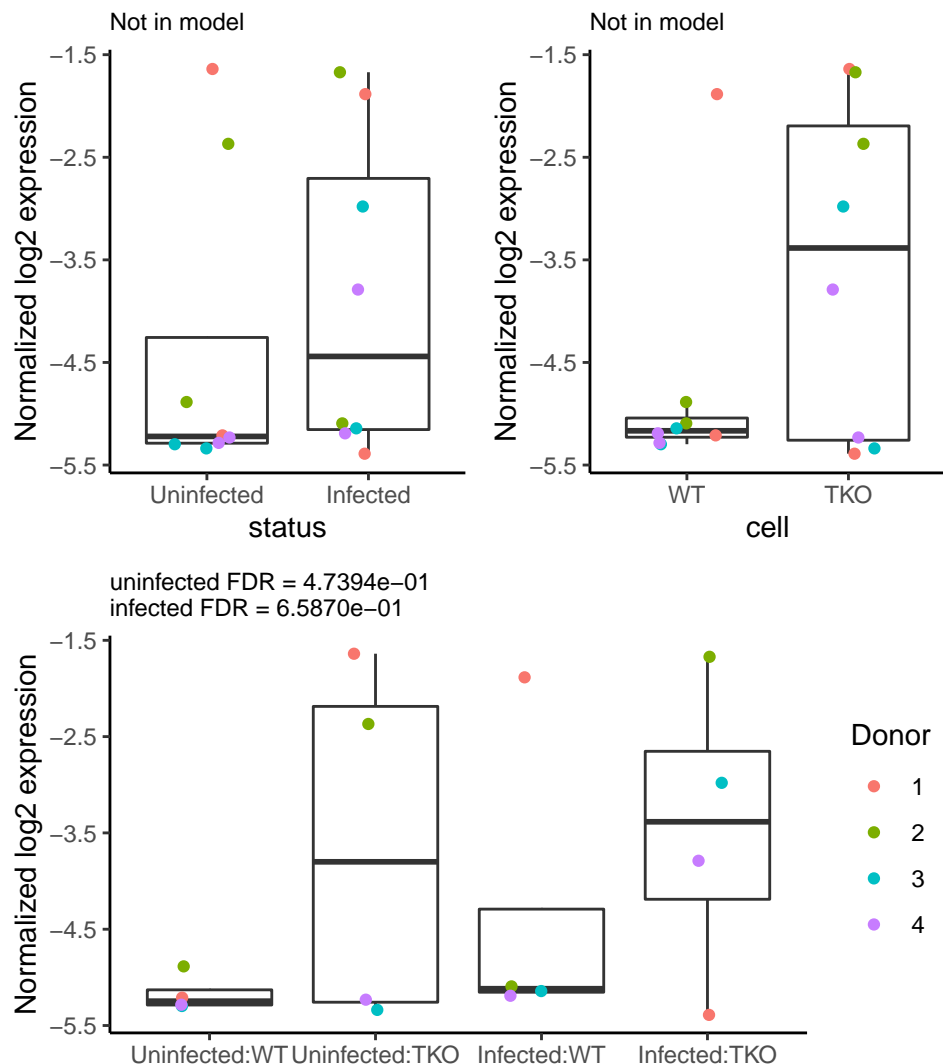 Not in model
Normalized log2 expression
−1.5
−2.5
−3.5
−4.5
−5.5
Uninfected Infected
status
Not in model
Normalized log2 expression
−1.5
−2.5
−3.5
−4.5
−5.5
WT TKO
cell
uninfected FDR = 4.7394e−01
infected FDR = 6.5870e−01
Normalized log2 expression
−1.5
−2.5
−3.5
−4.5
−5.5
Uninfected:WT Uninfected:TKO Infected:WT Infected:TKO
Donor
1
2
3
4